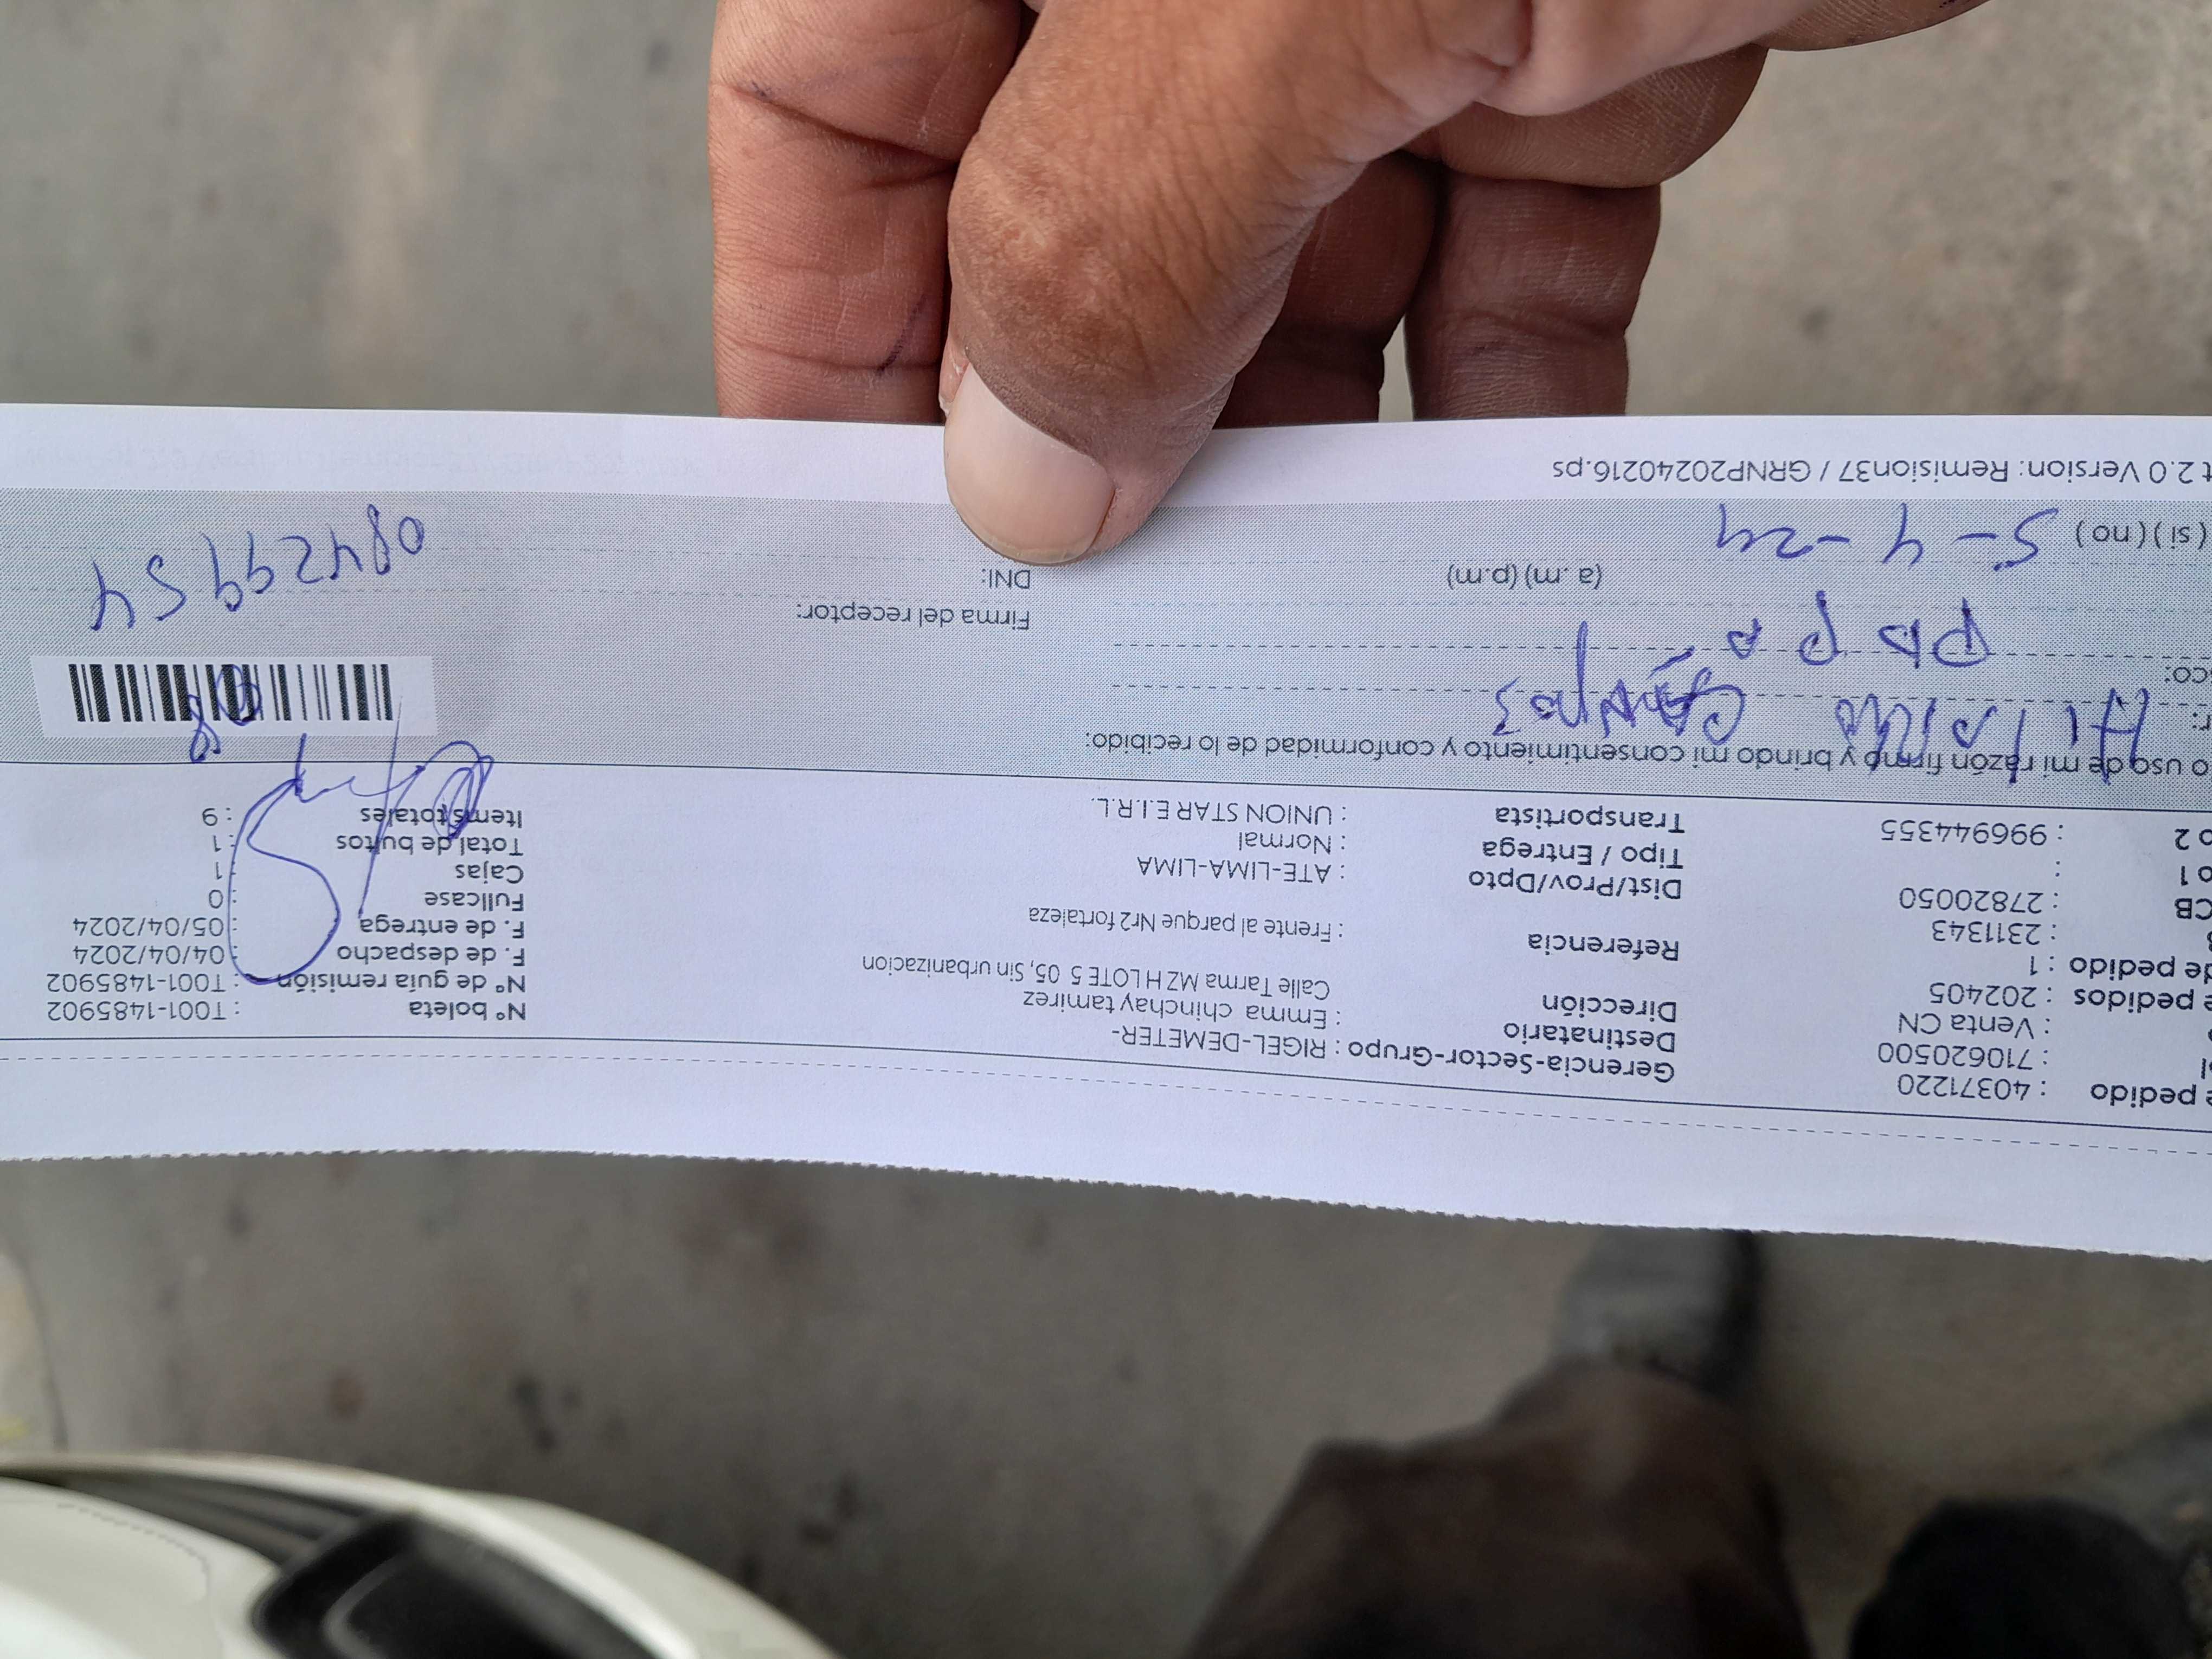 e pedido : 40371220
l : 710620500
: Venta CN
e pedidos : 202405
de pedido : 1
: 2311343
CB : 27820050
o 1 :
o 2 : 996944355
Gerencia-Sector-Grupo : RIGEL-DEMETER-
Destinatario : Emma chinchay tamirez
Dirección Calle Tarma MZ H LOTE 5 05, Sin urbanizacion
Referencia : Frente al parque Nr2 fortaleza
Dist/Prov/Dpto : ATE-LIMA-LIMA
Tipo / Entrega : Normal
Transportista : UNION STAR E.I.R.L.
N° boleta : T001-1485902
N° de guía remisión : T001-1485902
F. de despacho : 04/04/2024
F. de entrega : 05/04/2024
Fullcase : 0
Cajas : 1
Total de bultos : 1
Items totales : 9
o uso de mi razón firmo y brindo mi consentimiento y conformidad de lo recibido:
r:
sco: papa
Firma del receptor:
(a.m) (p.m)
DNI:
(si) (no) 5-4-24
t 2.0 Version: Remision37 / GRNP20240216.ps